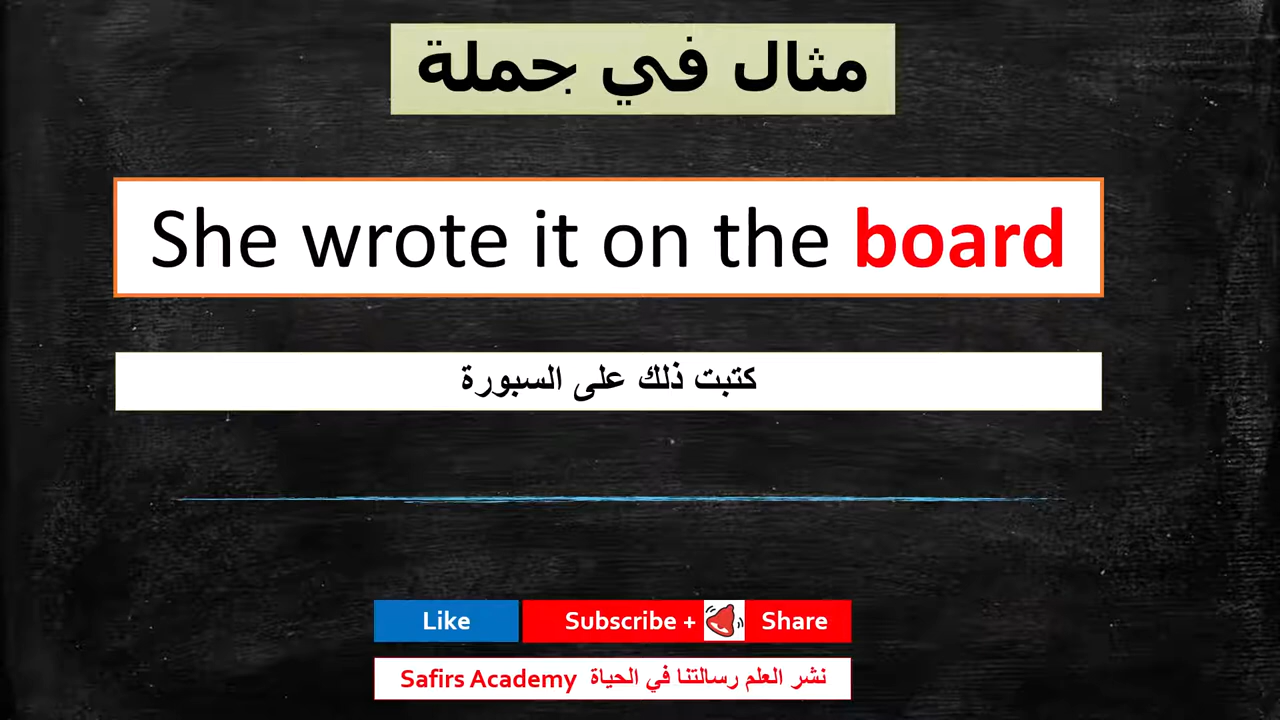 مثال في جملة
She wrote it on the board
كتبت ذلك على السبورة
Like Subscribe + Share
Safirs Academy نشر العلم رسالتنا في الحياة